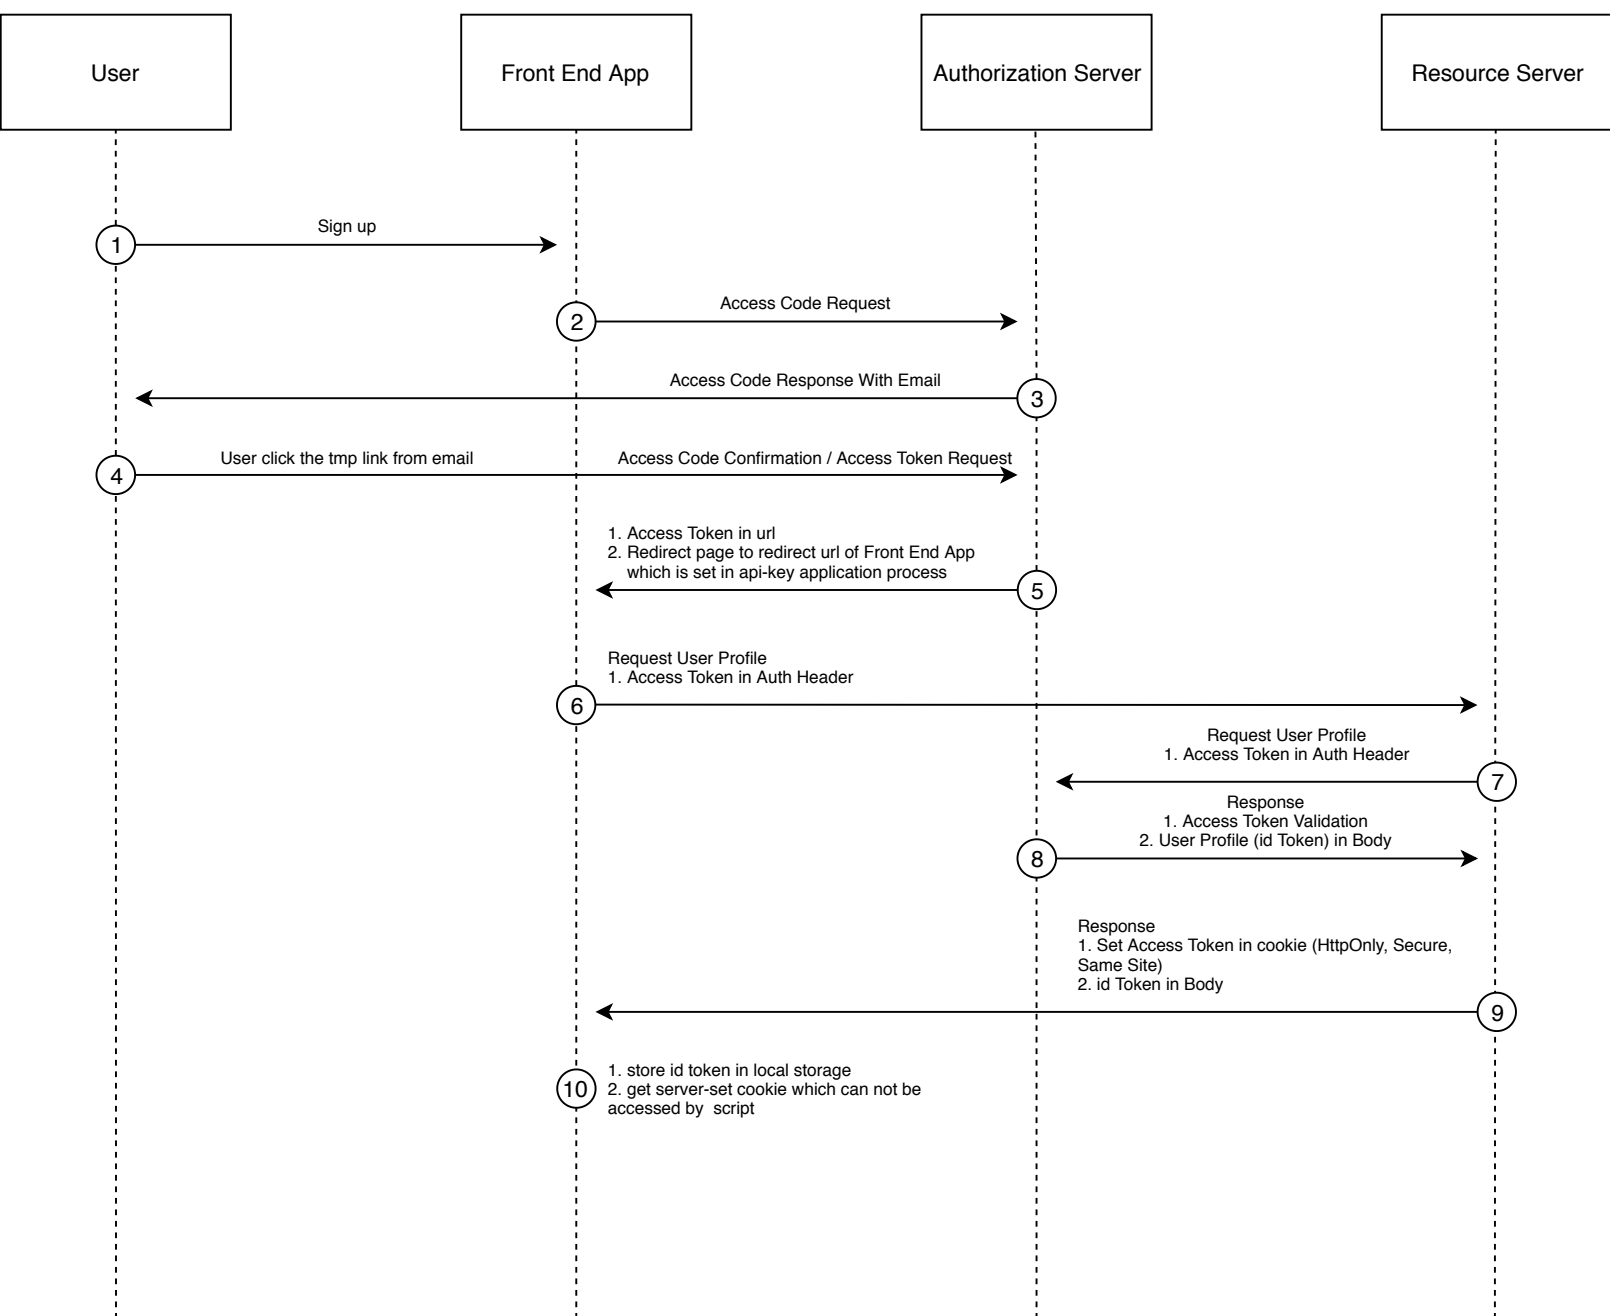 User
Front End App
Authorization Server
Resource Server
Sign up
1
Access Code Request
2
Access Code Response With Email
3
User click the tmp link from email
Access Code Confirmation / Access Token Request
4
1. Access Token in url
2. Redirect page to redirect url of Front End App
which is set in api-key application process
5
Request User Profile
1. Access Token in Auth Header
6
Request User Profile
1. Access Token in Auth Header
7
Response
1. Access Token Validation
2. User Profile (id Token) in Body
8
Response
1. Set Access Token in cookie (HttpOnly, Secure,
Same Site)
2. id Token in Body
9
1. store id token in local storage
10
2. get server-set cookie which can not be
accessed by script